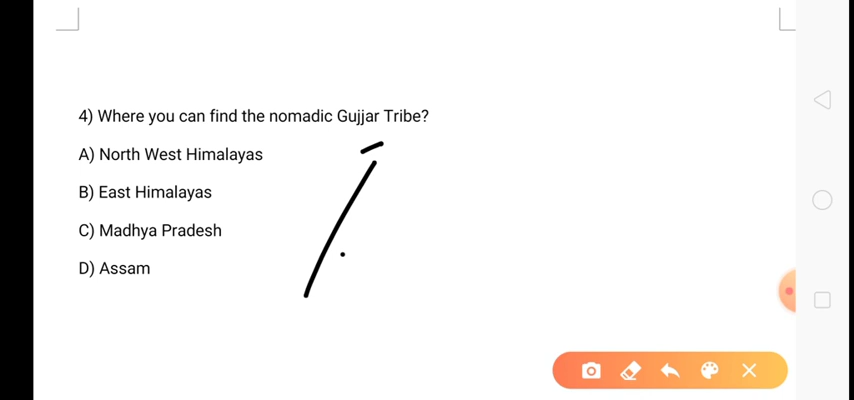 4) Where you can find the nomadic Gujjar Tribe?
A) North West Himalayas
B) East Himalayas
C) Madhya Pradesh
D) Assam